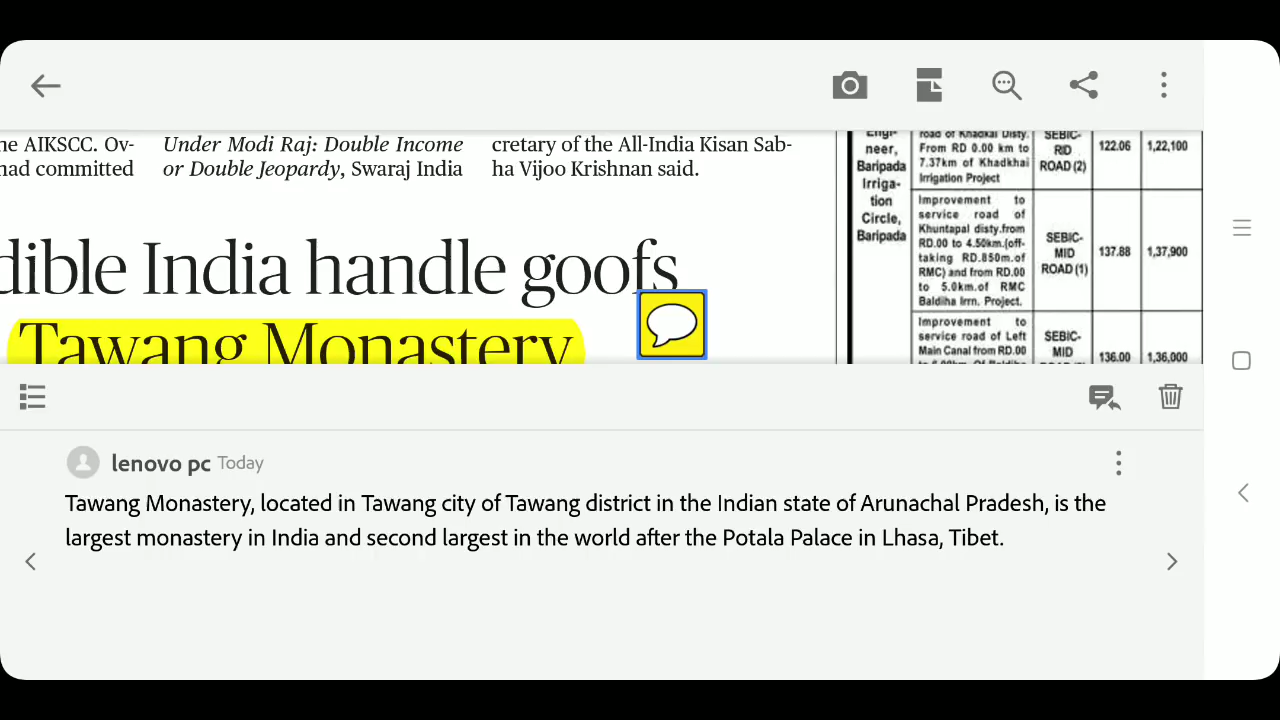 he AIKSCC. Ov-
had committed
Under Modi Raj: Double Income
or Double Jeopardy, Swaraj India
cretary of the All-India Kisan Sab-
ha Vijoo Krishnan said.
dible India handle goofs
Tawang Monastery
Engi-
neer,
Baripada
Irriga-
tion
Circle,
Baripada
road of Khadkai Disty.
From RD 0.00 km to
7.37km of Khadkhai
Irrigation Project
SEBIC-
RID
ROAD (2)
122.06
1,22,100
Improvement to
service road of
Khuntapal disty.from
RD.00 to 4.50km.(off-
taking RD.850m.of
RMC) and from RD.00
to 5.0km.of RMC
Baldiha Irrn. Project.
SEBIC-
MID
ROAD (1)
137.88
1,37,900
Improvement to
service road of Left
Main Canal from RD.00
SEBIC-
MID
136.00
1,36,000
lenovo pc Today
Tawang Monastery, located in Tawang city of Tawang district in the Indian state of Arunachal Pradesh, is the
largest monastery in India and second largest in the world after the Potala Palace in Lhasa, Tibet.